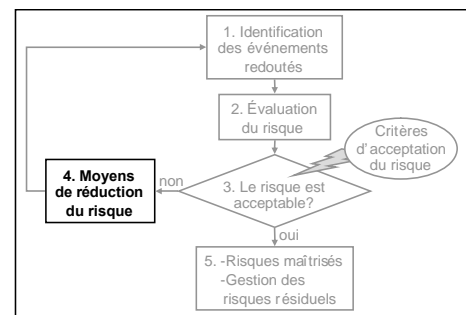 1. Identification
des événements
redoutés
2. Évaluation
du risque
Critères
d'acceptation
du risque
3. Le risque est
acceptable?
non
4. Moyens
de réduction
du risque
oui
5. -Risques maîtrisés
-Gestion des
risques résiduels